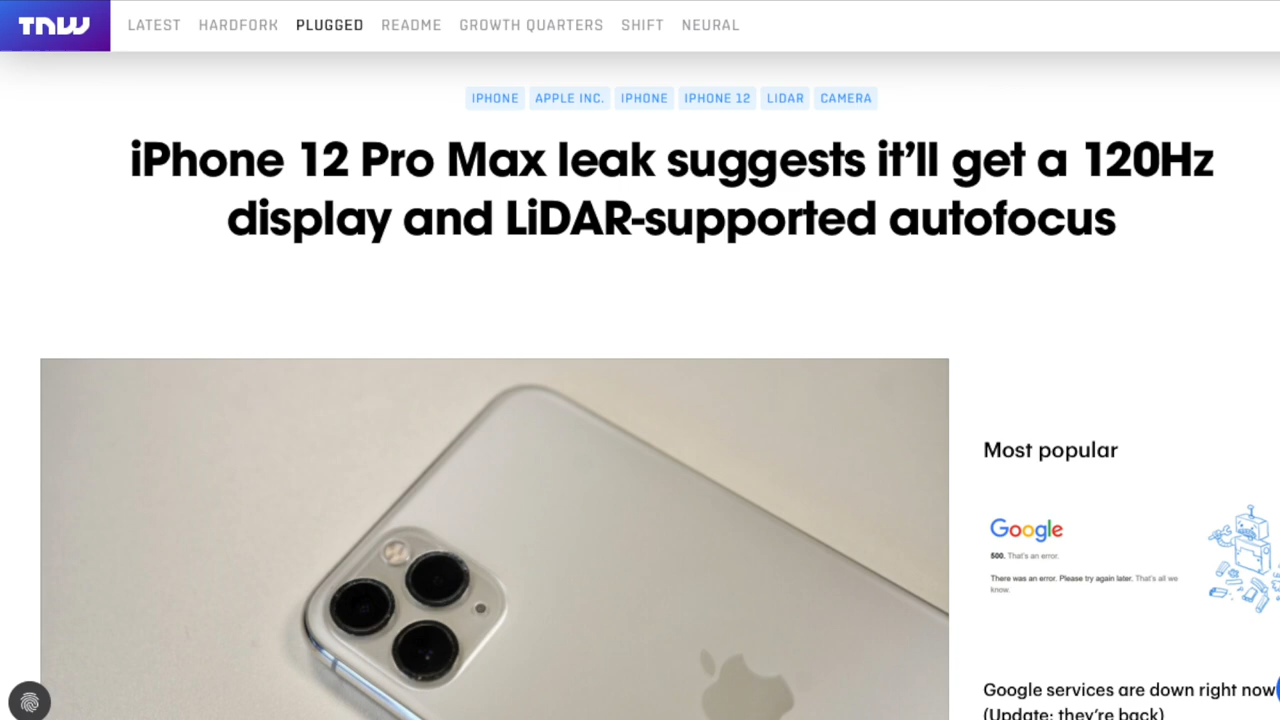 TNW
LATEST HARDFORK PLUGGED README GROWTH QUARTERS SHIFT NEURAL
IPHONE APPLE INC. IPHONE IPHONE 12 LIDAR CAMERA
iPhone 12 Pro Max leak suggests it’ll get a 120Hz
display and LiDAR-supported autofocus
Most popular
Google
500. That’s an error.
There was an error. Please try again later. That’s all we
know.
Google services are down right now
(Update: they’re back)